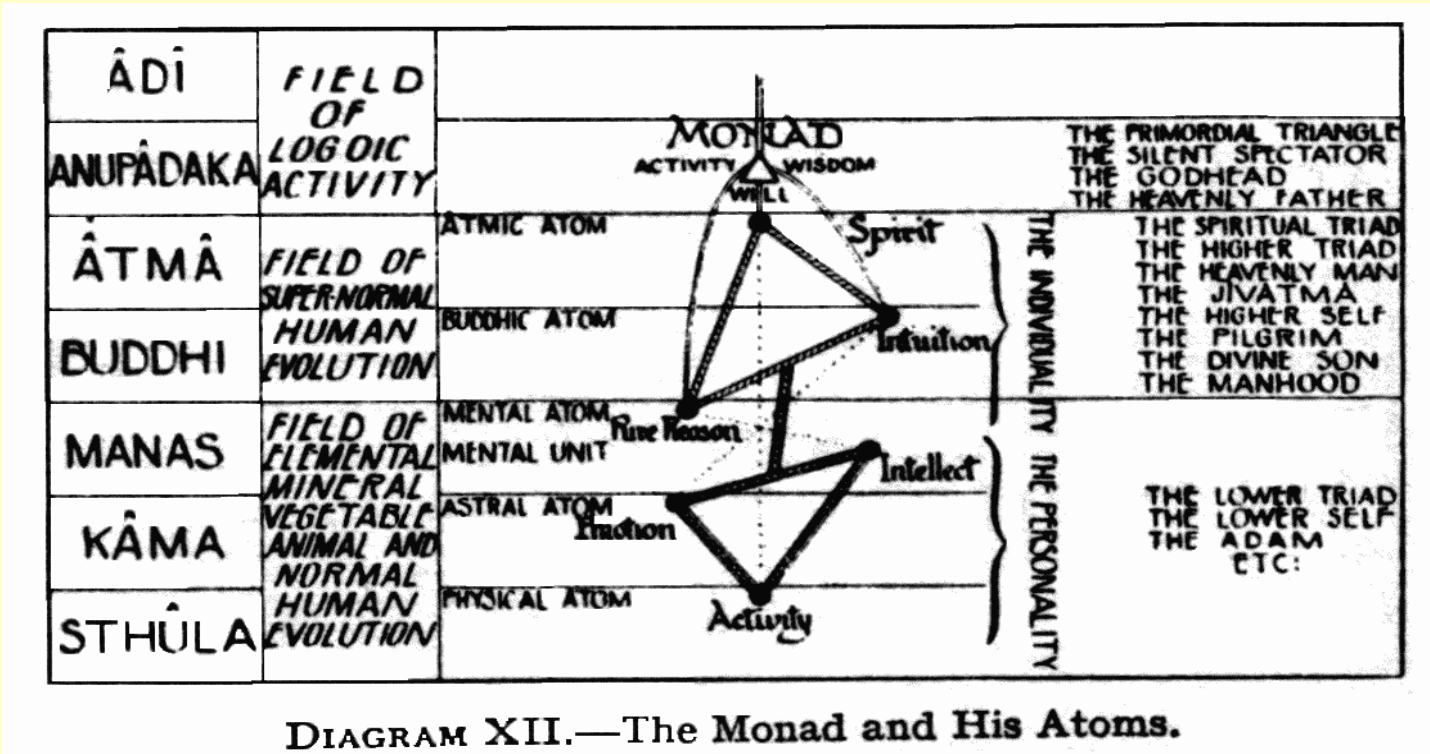 ÂDÎ
ANUPÂDAKA
ÂTMÂ
BUDDHI
MANAS
KÂMA
STHÛLA
FIELD
OF
LOGOIC
ACTIVITY
FIELD OF
SUPER-NORMAL
HUMAN
EVOLUTION
FIELD OF
ELEMENTAL
MINERAL
VEGETABLE
ANIMAL AND
NORMAL
HUMAN
EVOLUTION
MONAD
ACTIVITY WISDOM
WILL
ATMIC ATOM
Spirit
BUDDHIC ATOM
Intuition
MENTAL ATOM
Pure Reason
MENTAL UNIT
Intellect
ASTRAL ATOM
Emotion
PHYSICAL ATOM
Activity
THE INDIVIDUALITY
THE PERSONALITY
THE PRIMORDIAL TRIANGLE
THE SILENT SPECTATOR
THE GODHEAD
THE HEAVENLY FATHER
THE SPIRITUAL TRIAD
THE HIGHER TRIAD
THE HEAVENLY MAN
THE JIVATMA
THE HIGHER SELF
THE PILGRIM
THE DIVINE SON
THE MANHOOD
THE LOWER TRIAD
THE LOWER SELF
THE ADAM
ETC:
DIAGRAM XII.—The Monad and His Atoms.